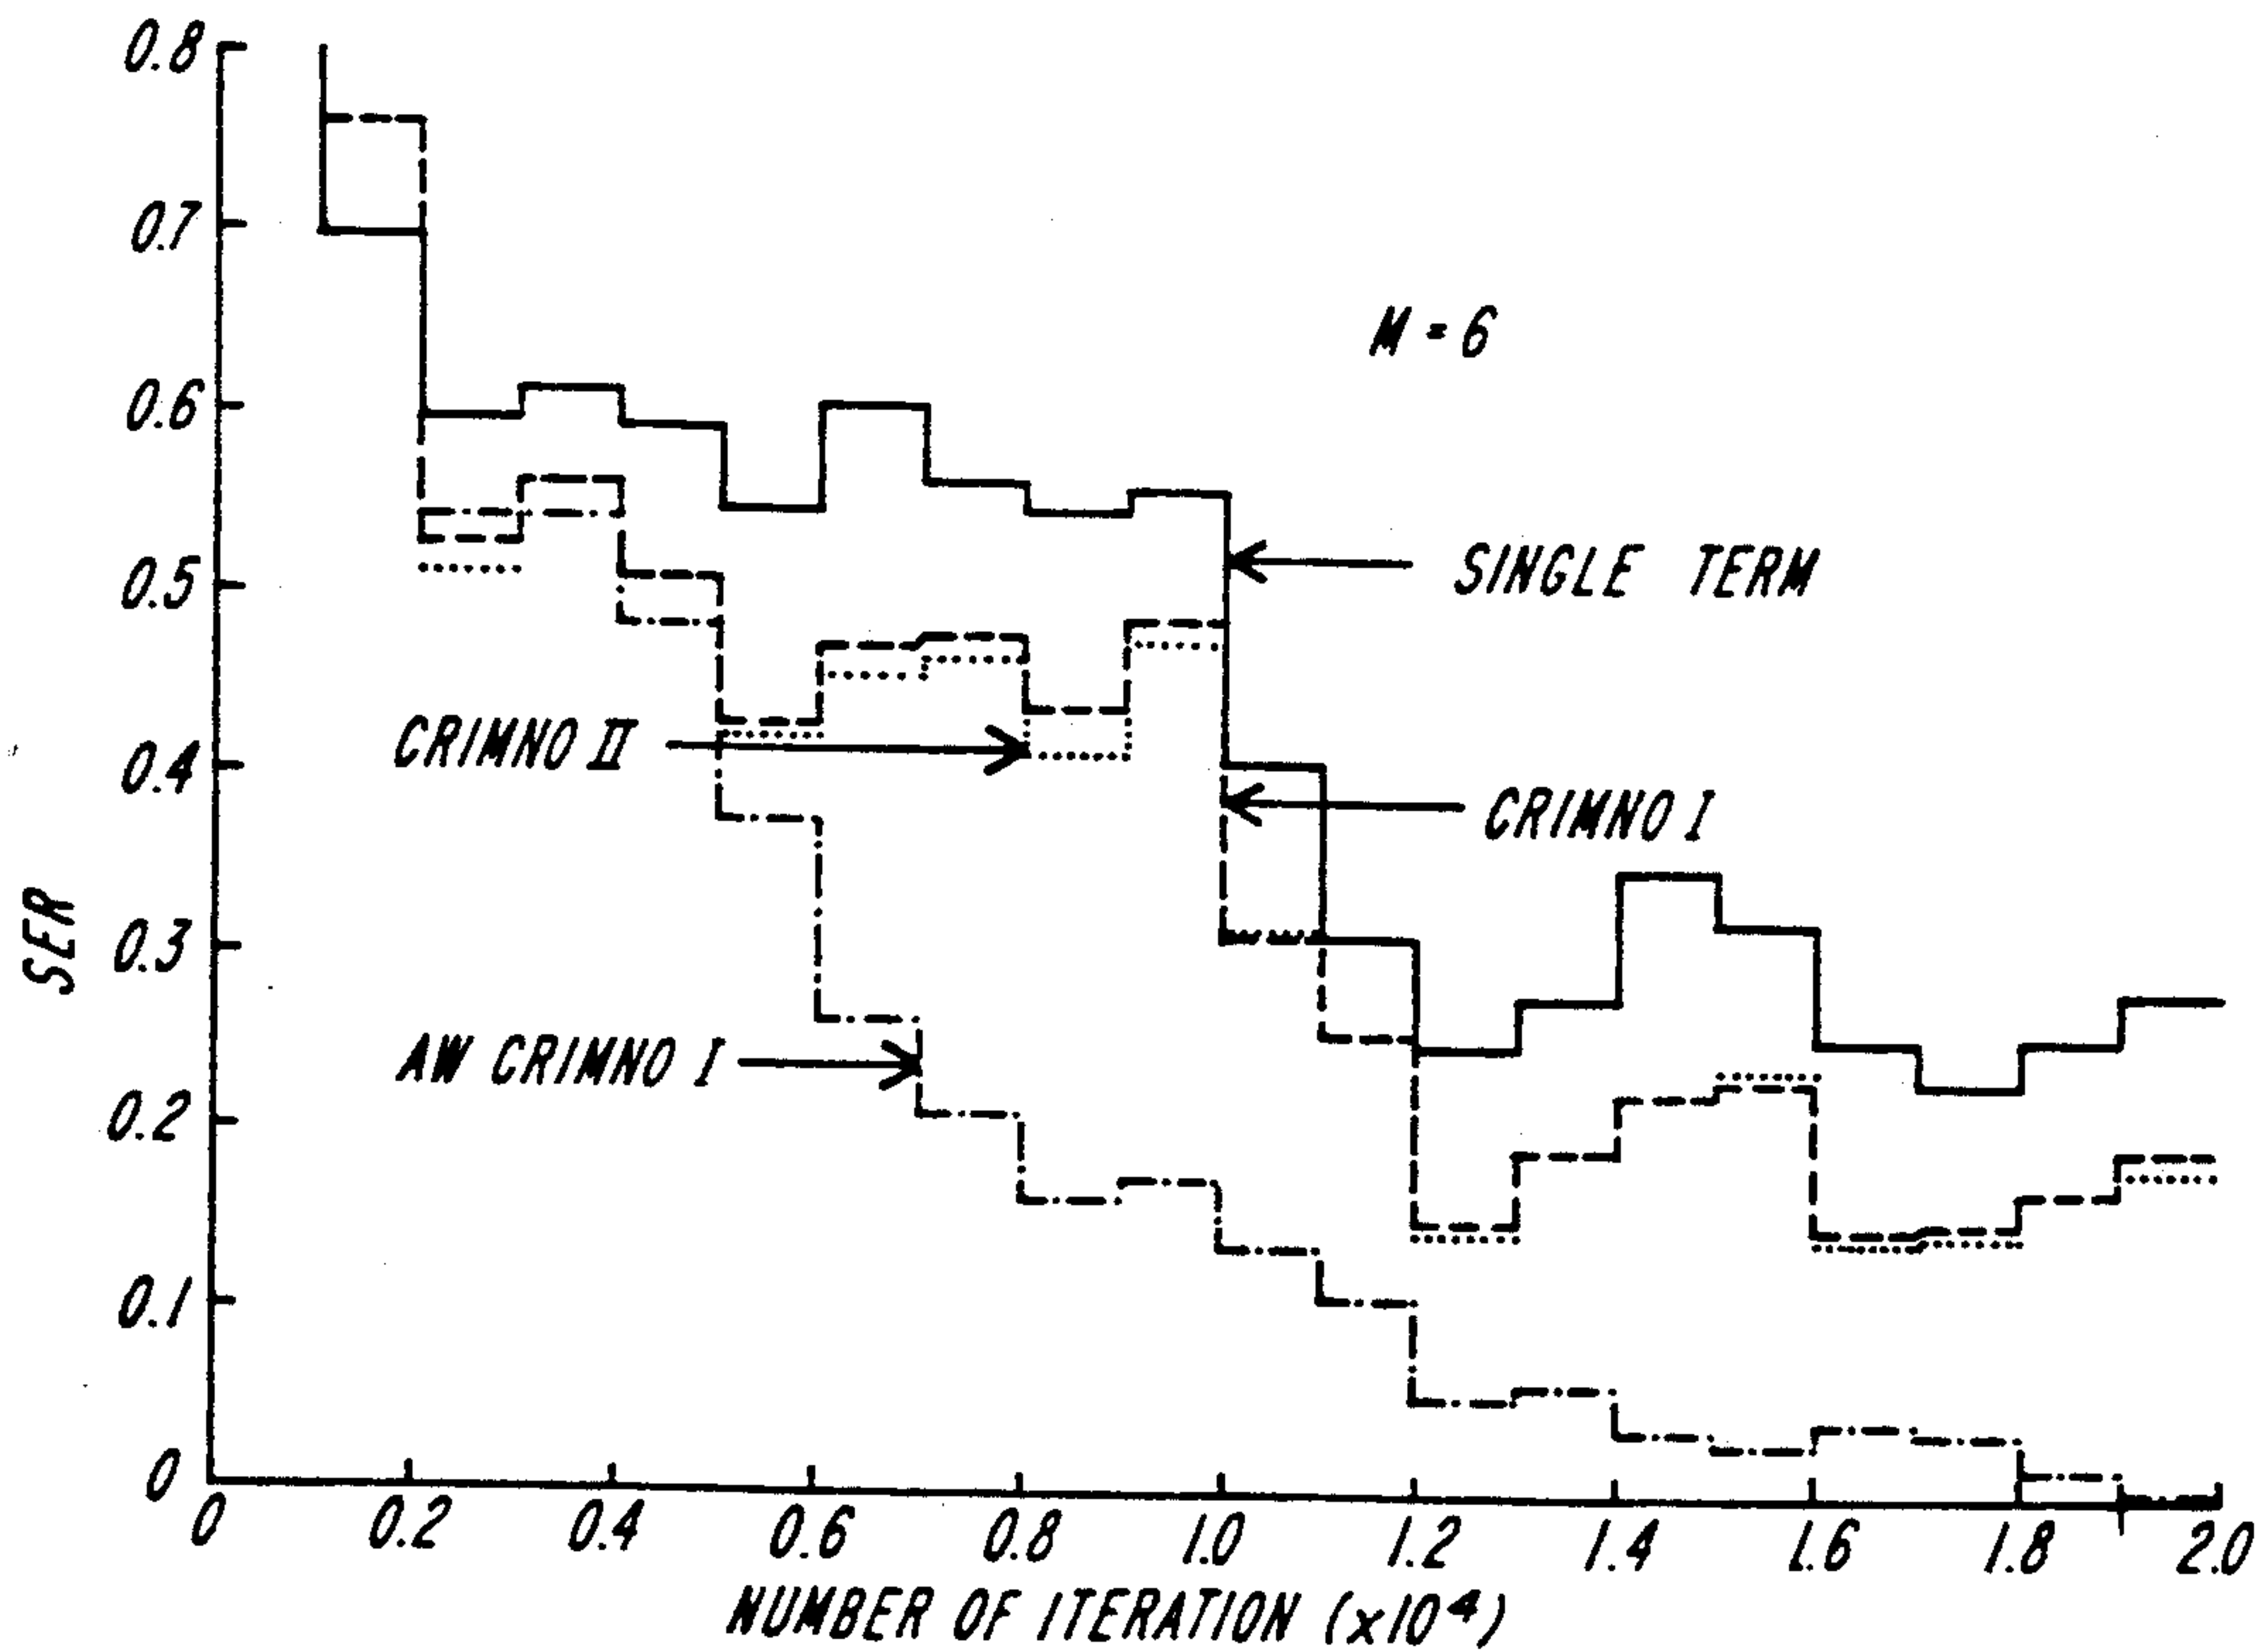 0.8
0.7
M = 6
0.6
0.5
SINGLE TERM
CRIMNO II
0.4
CRIMNO I
SER
0.3
AW CRIMNO I
0.2
0.1
0
0 0.2 0.4 0.6 0.8 1.0 1.2 1.4 1.6 1.8 2.0
NUMBER OF ITERATION (x10⁴)